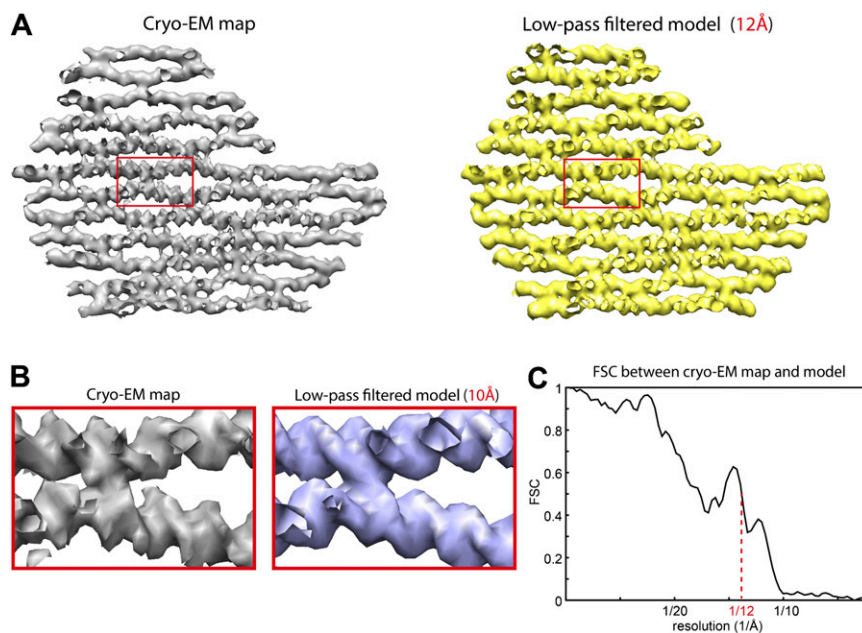 A
Cryo-EM map
Low-pass filtered model (12Å)
B
Cryo-EM map
Low-pass filtered model (10Å)
C
FSC between cryo-EM map and model
1
0.8
0.6
0.4
0.2
0
FSC
1/20
1/12
1/10
resolution (1/Å)